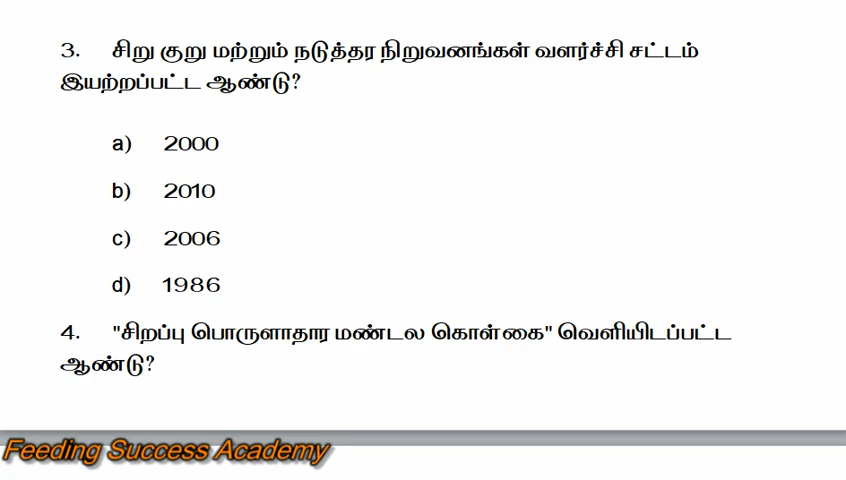 3. சிறு குறு மற்றும் நடுத்தர நிறுவனங்கள் வளர்ச்சி சட்டம்
இயற்றப்பட்ட ஆண்டு?
a) 2000
b) 2010
c) 2006
d) 1986
4. "சிறப்பு பொருளாதார மண்டல கொள்கை" வெளியிடப்பட்ட
ஆண்டு?
Feeding Success Academy